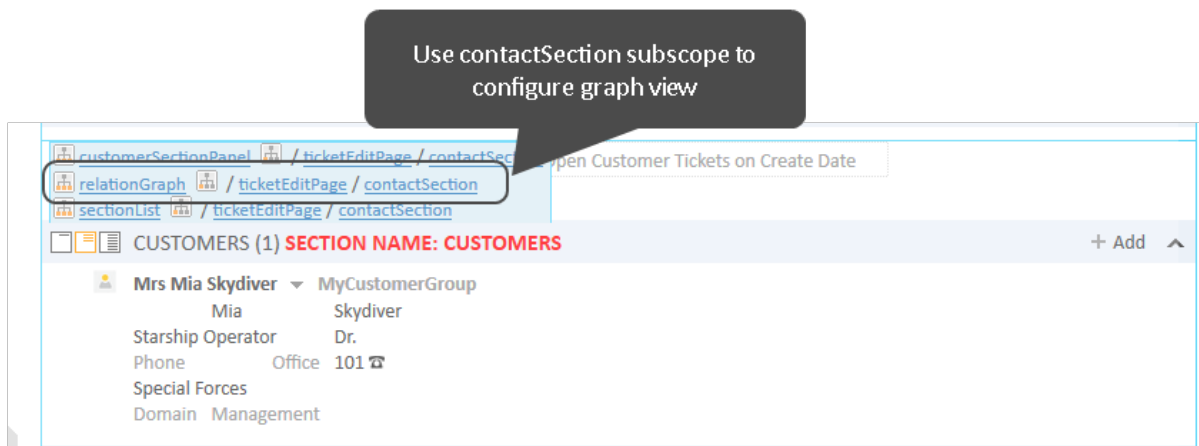 Use contactSection subscope to
configure graph view
customerSectionPanel / ticketEditPage / contactSec
pen Customer Tickets on Create Date
relationGraph / ticketEditPage / contactSection
sectionList / ticketEditPage / contactSection
CUSTOMERS (1) SECTION NAME: CUSTOMERS + Add
Mrs Mia Skydiver MyCustomerGroup
Mia Skydiver
Starship Operator Dr.
Phone Office 101
Special Forces
Domain Management